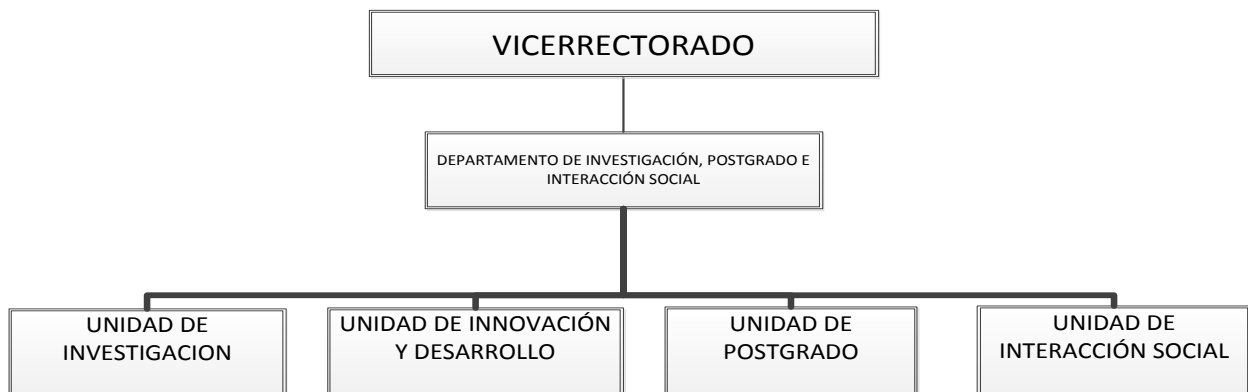 VICERRECTORADO
DEPARTAMENTO DE INVESTIGACIÓN, POSTGRADO E
INTERACCIÓN SOCIAL
UNIDAD DE
INVESTIGACION
UNIDAD DE INNOVACIÓN
Y DESARROLLO
UNIDAD DE
POSTGRADO
UNIDAD DE
INTERACCIÓN SOCIAL